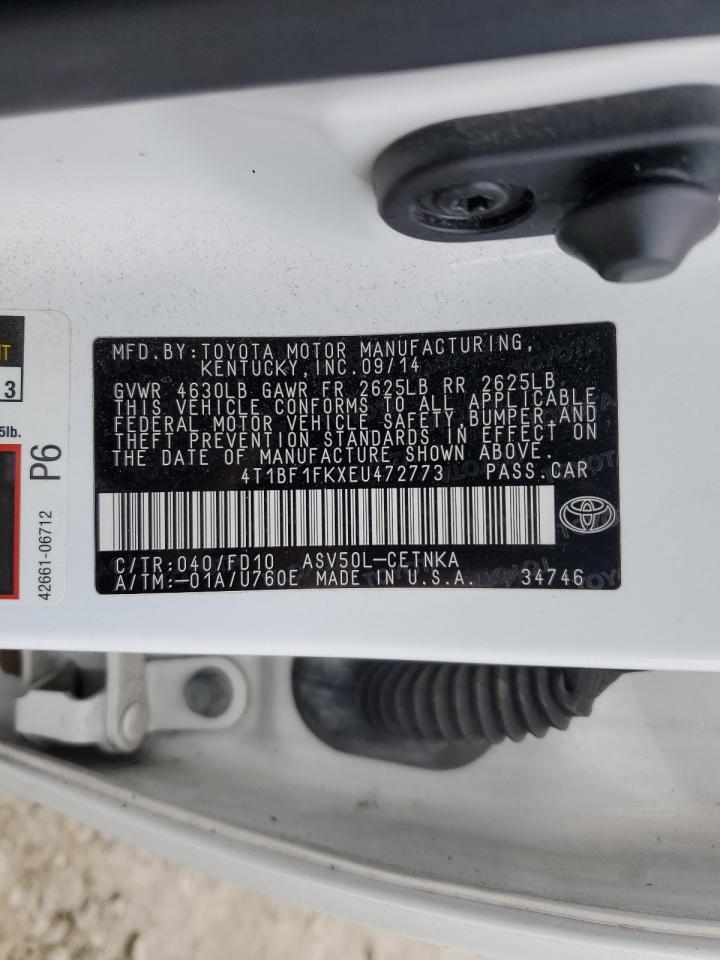 MFD.BY:TOYOTA MOTOR MANUFACTURING,
KENTUCKY,INC.09/14
GVWR 4630LB GAWR FR 2625LB RR 2625LB
THIS VEHICLE CONFORMS TO ALL APPLICABLE
FEDERAL MOTOR VEHICLE SAFETY,BUMPER,AND
THEFT PREVENTION STANDARDS IN EFFECT ON
THE DATE OF MANUFACTURE SHOWN ABOVE.
4T1BF1FKXEU472773 PASS.CAR
C/TR:040/FD10 ASV50L-CETNKA
A/TM:-01A/U760E MADE IN U.S.A. 34746
3
5lb.
P6
42661-06712